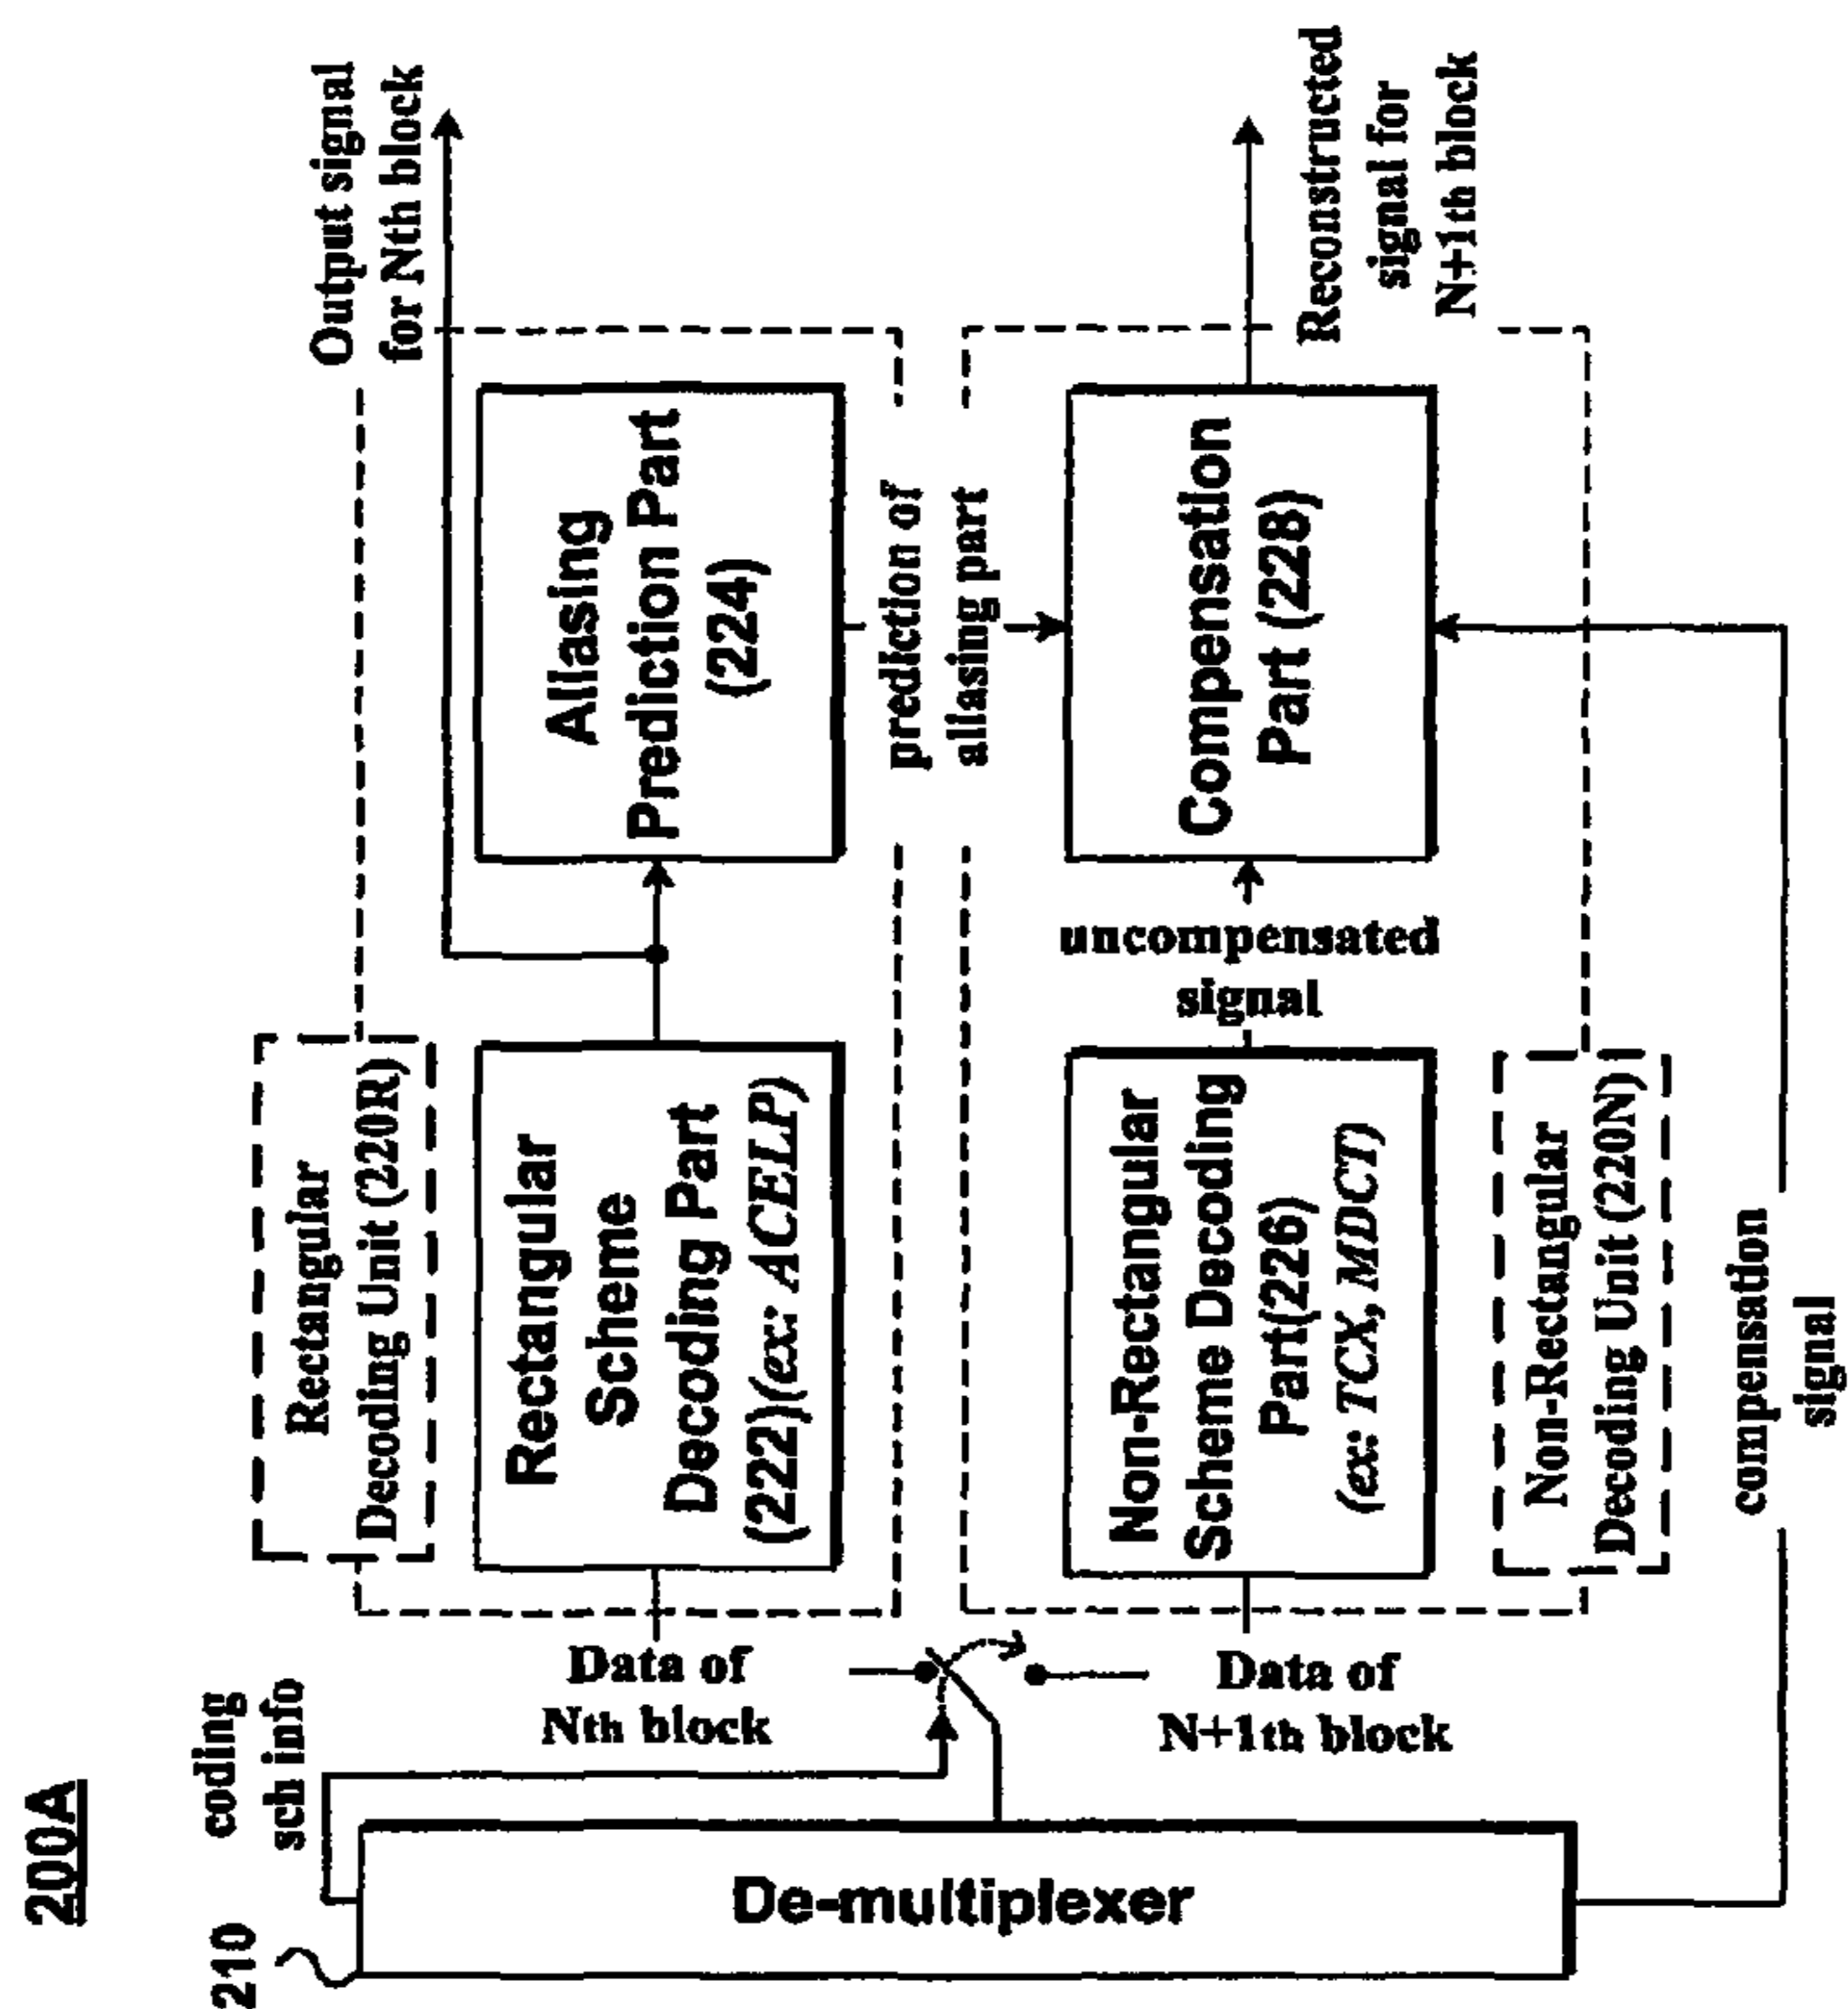 200A
210
coding
sch info
De-multiplexer
Data of
Nth block
Data of
N+1th block
Rectangular
Decoding Unit (220R)
Rectangular
Scheme
Decoding Part
(222)(ex: ACELP)
Aliasing
Prediction Part
(224)
Output signal
for Nth block
prediction of
aliasing part
Non-Rectangular
Scheme Decoding
Part(226)
(ex: TCX, MDCT)
uncompensated
signal
Compensation
Part (228)
Reconstructed
signal for
N+1th block
Non-Rectangular
Decoding Unit (220N)
compensation
signal